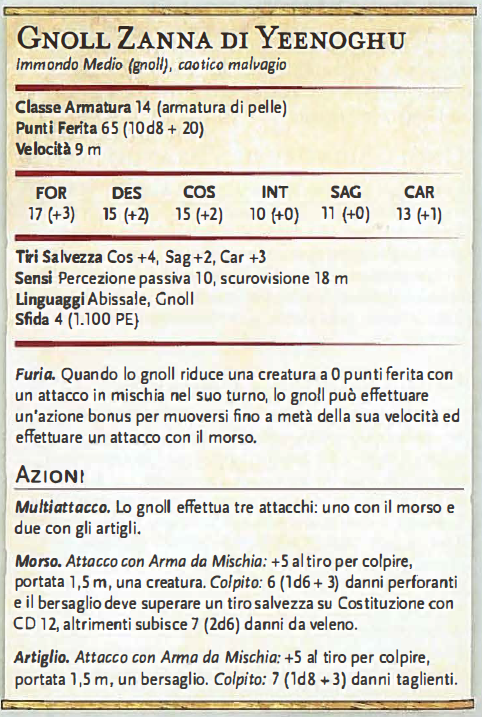 GNOLL ZANNA DI YEENOGHU
Immondo Medio (gnoll), caotico malvagio
Classe Armatura 14 (armatura di pelle)
Punti Ferita 65 (10d8 + 20)
Velocità 9 m
FOR DES COS INT SAG CAR
17 (+3) 15 (+2) 15 (+2) 10 (+0) 11 (+0) 13 (+1)
Tiri Salvezza Cos +4, Sag +2, Car +3
Sensi Percezione passiva 10, scurovisione 18 m
Linguaggi Abissale, Gnoll
Sfida 4 (1.100 PE)
Furia. Quando lo gnoll riduce una creatura a 0 punti ferita con
un attacco in mischia nel suo turno, lo gnoll può effettuare
un'azione bonus per muoversi fino a metà della sua velocità ed
effettuare un attacco con il morso.
AZIONI
Multiattacco. Lo gnoll effettua tre attacchi: uno con il morso e
due con gli artigli.
Morso. Attacco con Arma da Mischia: +5 al tiro per colpire,
portata 1,5 m, una creatura. Colpito: 6 (1d6 + 3) danni perforanti
e il bersaglio deve superare un tiro salvezza su Costituzione con
CD 12, altrimenti subisce 7 (2d6) danni da veleno.
Artiglio. Attacco con Arma da Mischia: +5 al tiro per colpire,
portata 1,5 m, un bersaglio. Colpito: 7 (1d8 + 3) danni taglienti.